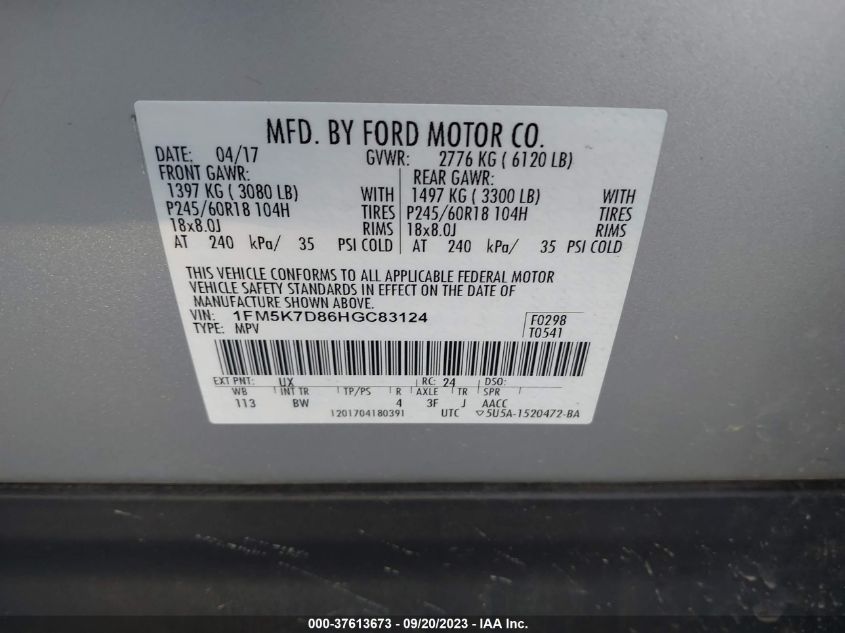 MFD. BY FORD MOTOR CO.
DATE: 04/17 GVWR: 2776 KG ( 6120 LB)
FRONT GAWR: REAR GAWR:
1397 KG ( 3080 LB) WITH 1497 KG ( 3300 LB) WITH
P245/60R18 104H TIRES P245/60R18 104H TIRES
18x8.0J RIMS 18x8.0J RIMS
AT 240 kPa/ 35 PSI COLD AT 240 kPa/ 35 PSI COLD
THIS VEHICLE CONFORMS TO ALL APPLICABLE FEDERAL MOTOR
VEHICLE SAFETY STANDARDS IN EFFECT ON THE DATE OF
MANUFACTURE SHOWN ABOVE.
VIN: 1FM5K7D86HGC83124 F0298
TYPE: MPV T0541
EXT PNT: UX RC: 24 DSO:
WB INT TR TP/PS R AXLE TR SPR
113 BW 4 3F J AACC
1201704180391 UTC ▽5U5A-1520472-BA
000-37613673 - 09/20/2023 - © IAA Inc.